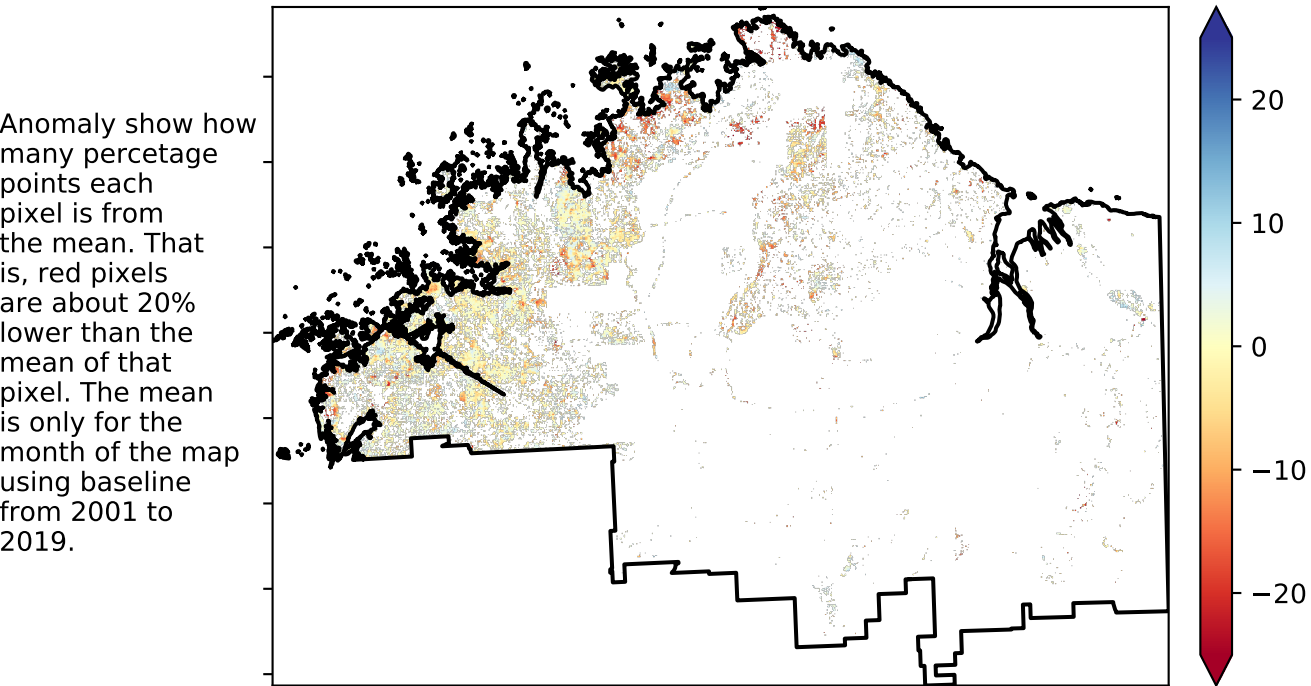 Anomaly show how
many percetage
points each
pixel is from
the mean. That
is, red pixels
are about 20%
lower than the
mean of that
pixel. The mean
is only for the
month of the map
using baseline
from 2001 to
2019.
20
10
0
−10
−20